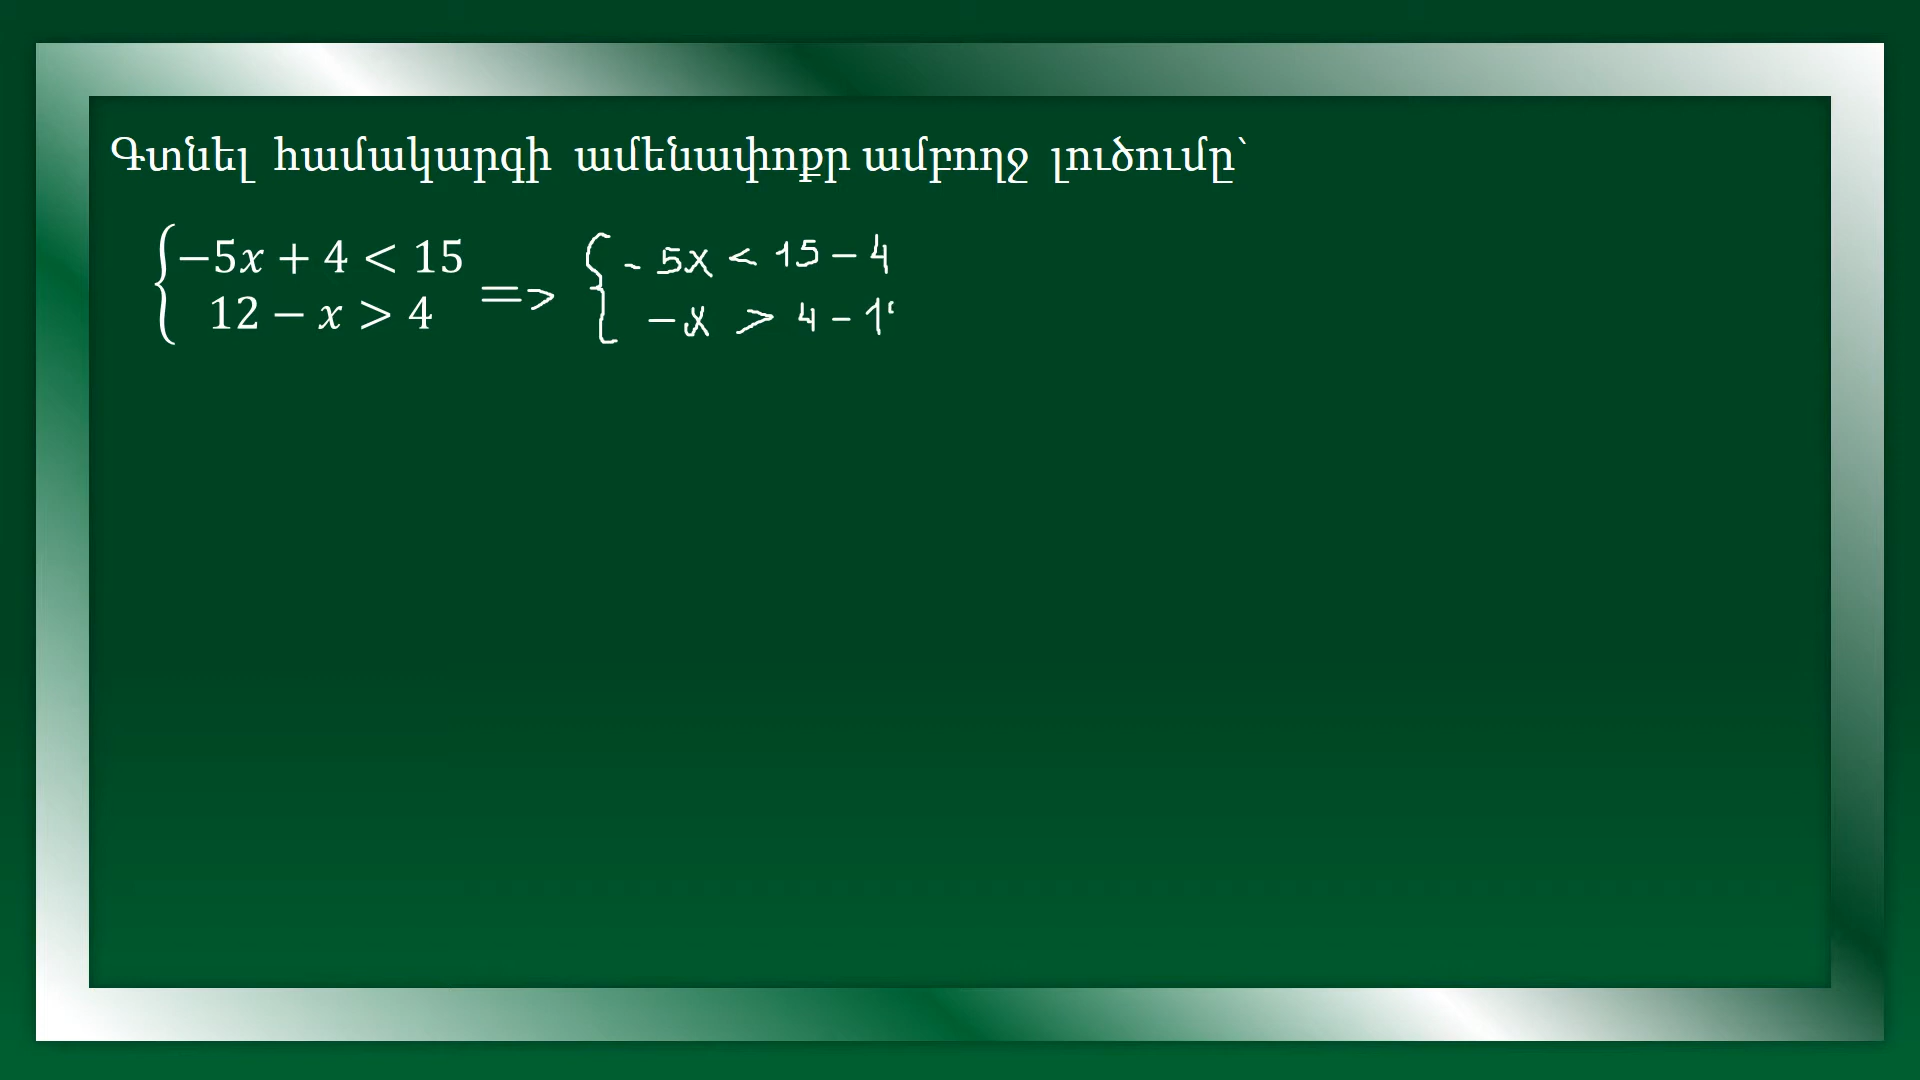 Գտնել համակարգի ամենափոքր ամբողջ լուծումը՝
{−5x + 4 < 15 => {- 5x < 15 − 4
12 − x > 4 −x > 4 − 1